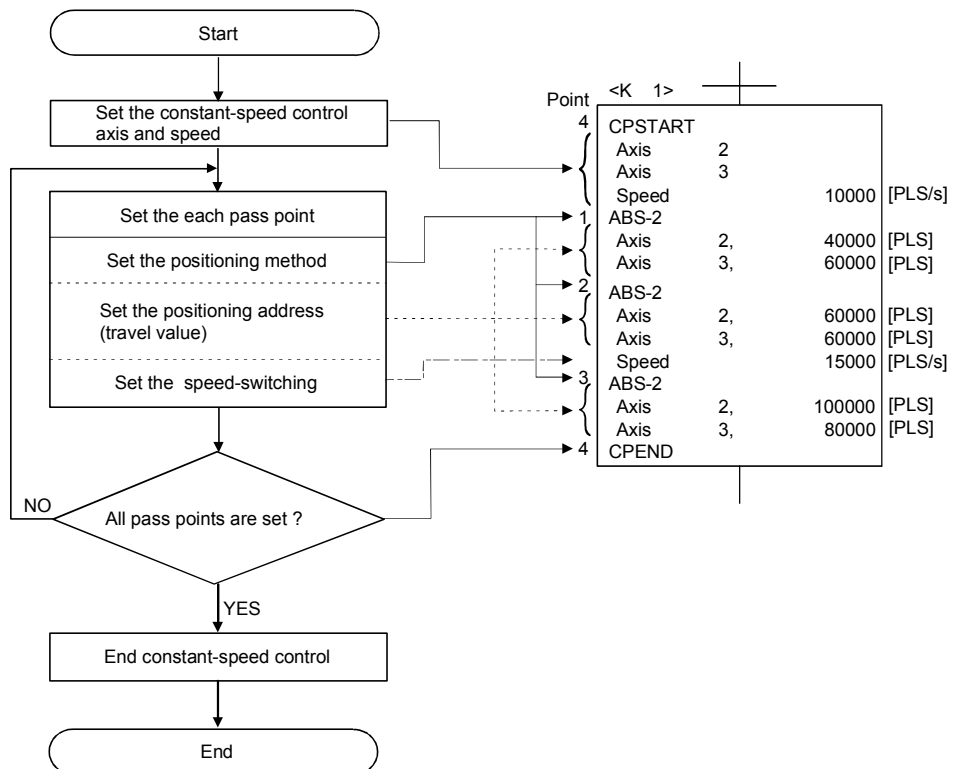 Start
Set the constant-speed control
axis and speed
Set the each pass point
Set the positioning method
Set the positioning address
(travel value)
Set the speed-switching
NO
All pass points are set ?
YES
End constant-speed control
End
Point
<K 1>
4 CPSTART
Axis 2
Axis 3
Speed 10000 [PLS/s]
1 ABS-2
Axis 2, 40000 [PLS]
Axis 3, 60000 [PLS]
2 ABS-2
Axis 2, 60000 [PLS]
Axis 3, 60000 [PLS]
Speed 15000 [PLS/s]
3 ABS-2
Axis 2, 100000 [PLS]
Axis 3, 80000 [PLS]
4 CPEND